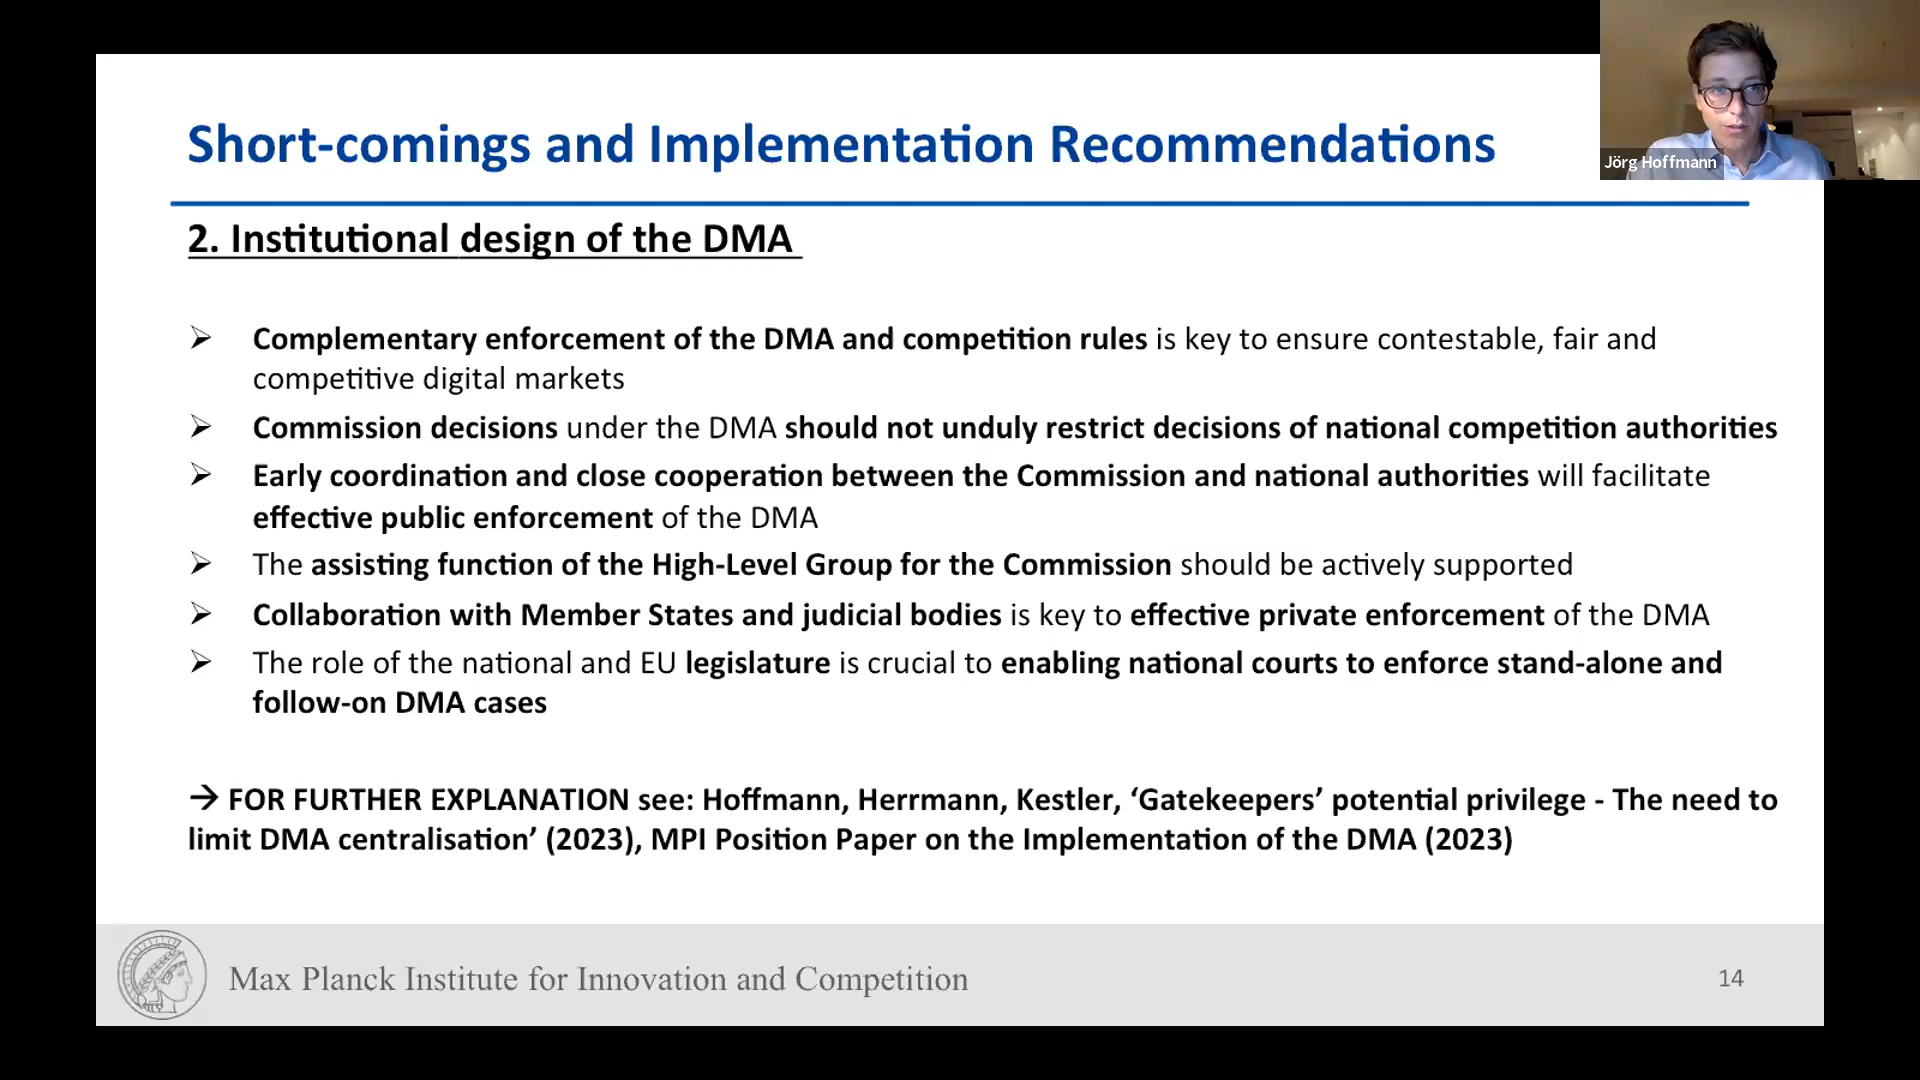 Short-comings and Implementation Recommendations
Jörg Hoffmann
2. Institutional design of the DMA
➢ Complementary enforcement of the DMA and competition rules is key to ensure contestable, fair and
competitive digital markets
➢ Commission decisions under the DMA should not unduly restrict decisions of national competition authorities
➢ Early coordination and close cooperation between the Commission and national authorities will facilitate
effective public enforcement of the DMA
➢ The assisting function of the High-Level Group for the Commission should be actively supported
➢ Collaboration with Member States and judicial bodies is key to effective private enforcement of the DMA
➢ The role of the national and EU legislature is crucial to enabling national courts to enforce stand-alone and
follow-on DMA cases
→ FOR FURTHER EXPLANATION see: Hoffmann, Herrmann, Kestler, ‘Gatekeepers’ potential privilege - The need to
limit DMA centralisation’ (2023), MPI Position Paper on the Implementation of the DMA (2023)
Max Planck Institute for Innovation and Competition
14